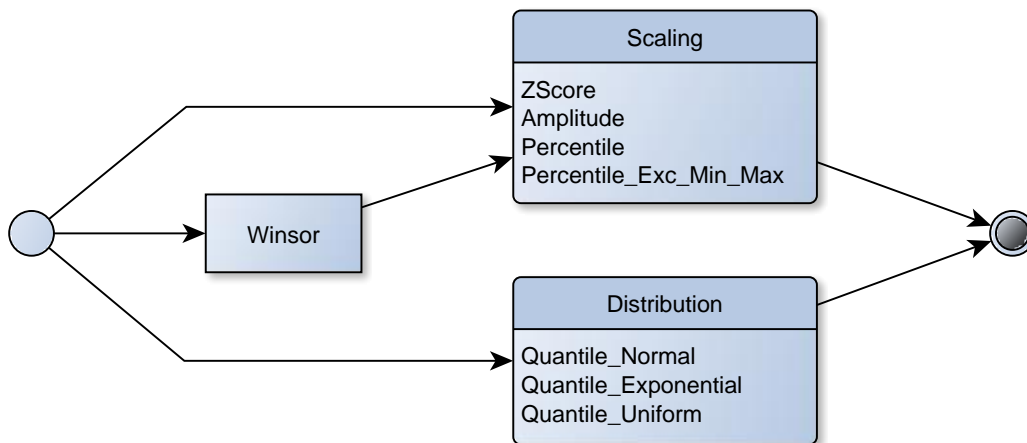 Scaling
ZScore
Amplitude
Percentile
Percentile_Exc_Min_Max
Winsor
Distribution
Quantile_Normal
Quantile_Exponential
Quantile_Uniform